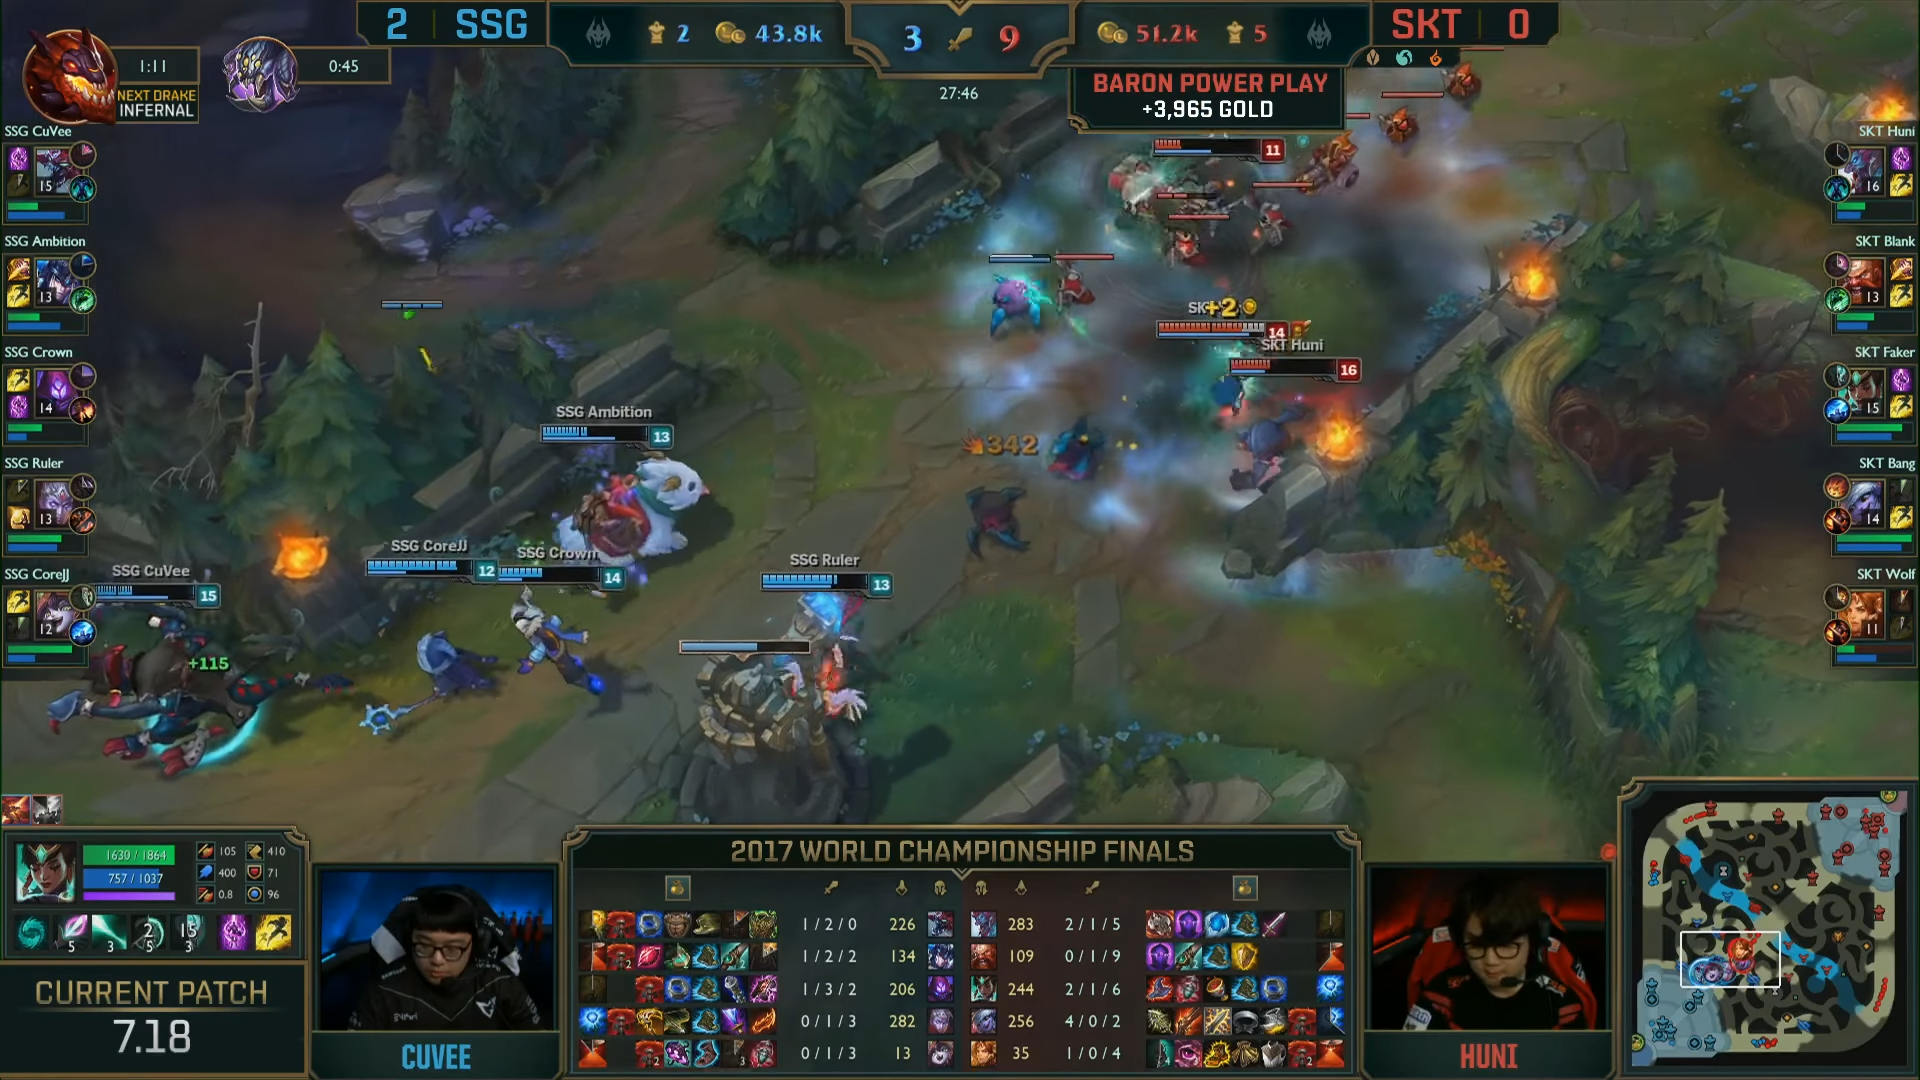 2 SSG
2 43.8k 3 9 51.2k 5
SKT 0
1:11
NEXT DRAKE
INFERNAL
0:45
27:46
BARON POWER PLAY
+3,965 GOLD
SSG CuVee
15
SSG Ambition
13
SSG Crown
14
SSG Ruler
13
SSG CoreJJ
12
SKT Huni
16
SKT Blank
13
SKT Faker
15
SKT Bang
14
SKT Wolf
11
11
+2
14
SKT Huni
16
342
SSG Ambition
13
SSG CoreJJ
12
SSG Crown
14
SSG Ruler
13
SSG CuVee
15
+115
1630 / 1864
757 / 1037
105 410
400 71
0.8 96
5 3 2 5 15 3
CURRENT PATCH
7.18
CUVEE
2017 WORLD CHAMPIONSHIP FINALS
1 / 2 / 0 226 283 2 / 1 / 5
1 / 2 / 2 134 109 0 / 1 / 9
1 / 3 / 2 206 244 2 / 1 / 6
0 / 1 / 3 282 256 4 / 0 / 2
0 / 1 / 3 13 35 1 / 0 / 4
HUNI